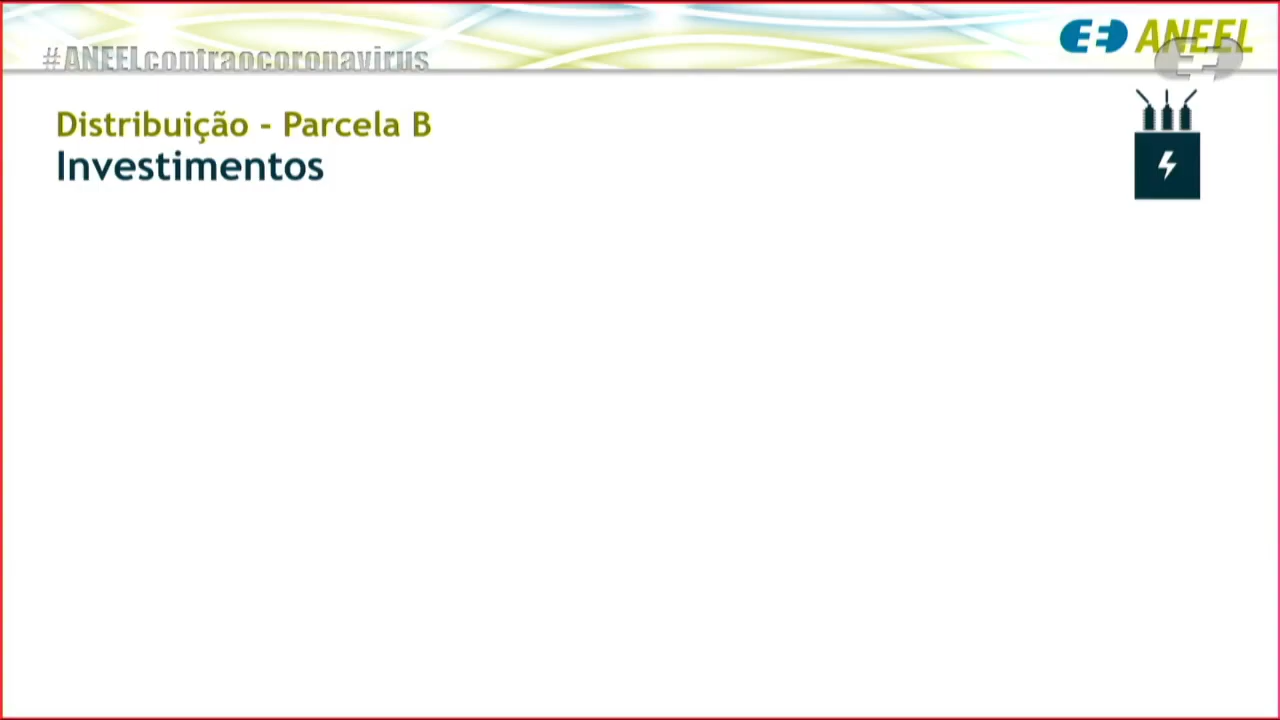 #ANEELcontraocoronavirus
ANEEL
Distribuição - Parcela B
Investimentos